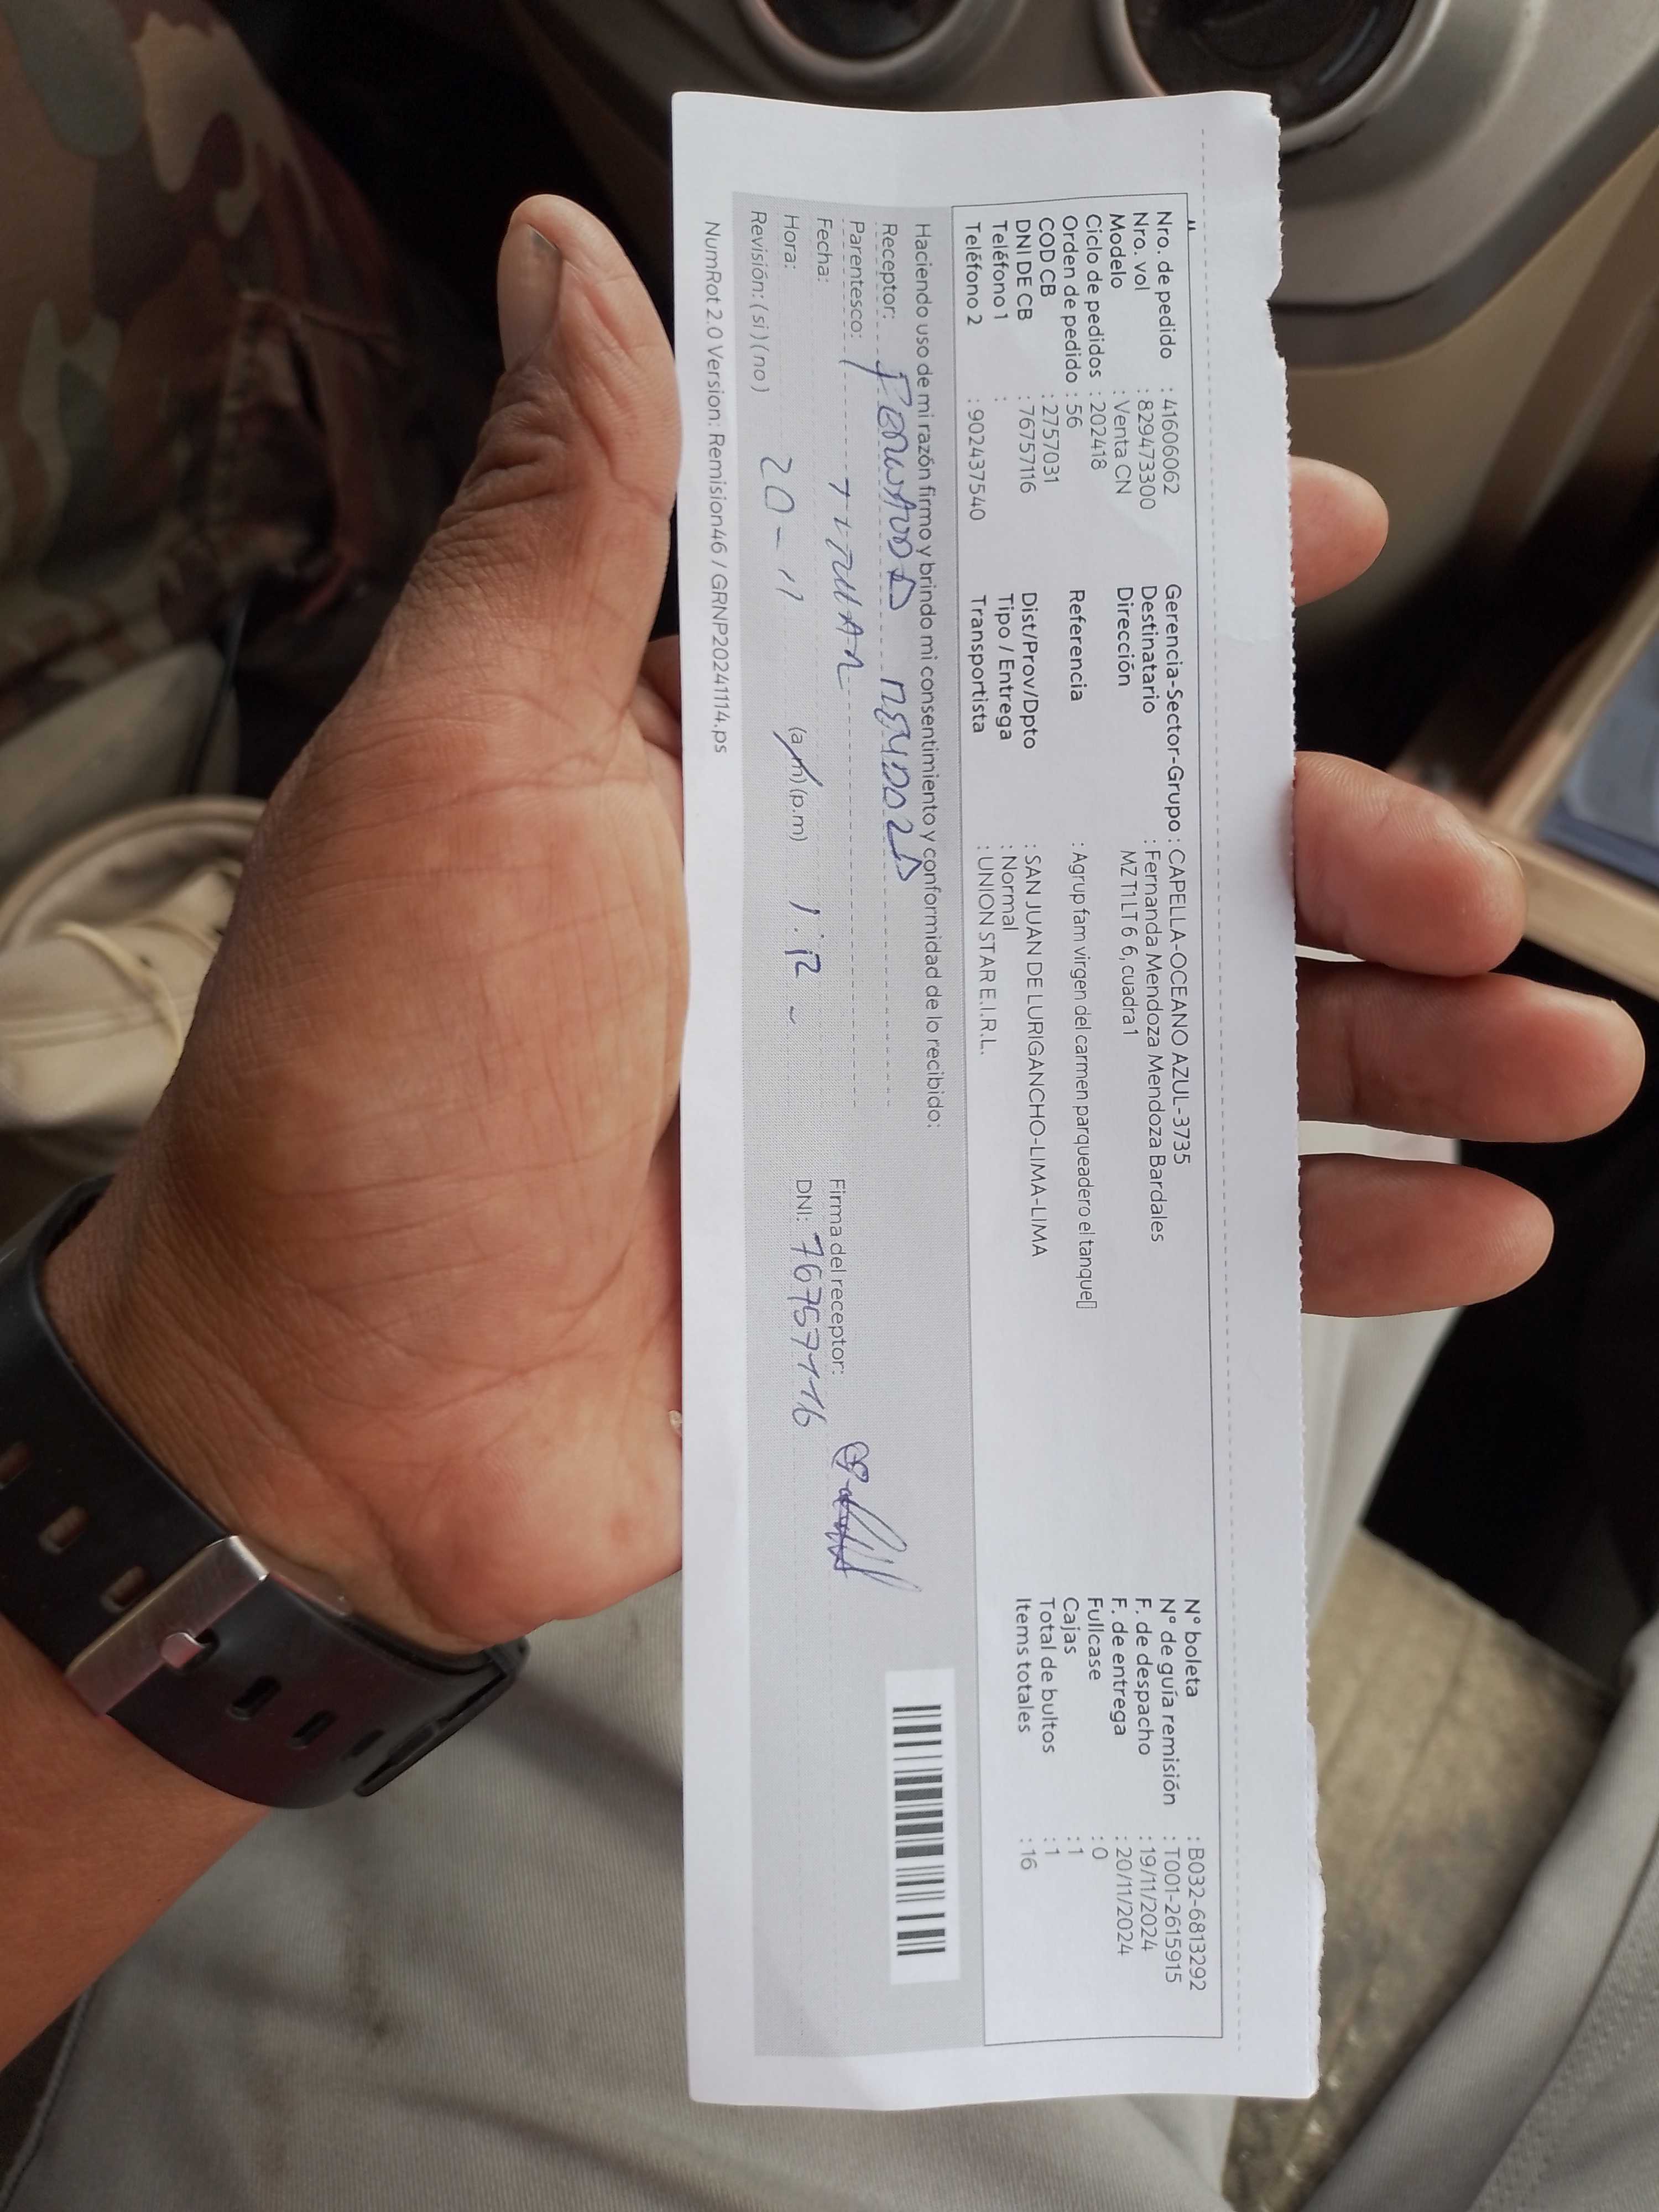 Nro. de pedido : 41606062
Nro. vol : 829473300
Modelo : Venta CN
Ciclo de pedidos : 202418
Orden de pedido : 56
COD CB : 2757031
DNI DE CB : 76757116
Teléfono 1 :
Teléfono 2 : 902437540
Gerencia-Sector-Grupo : CAPELLA-OCEANO AZUL-3735
Destinatario : Fernanda Mendoza Mendoza Bardales
Dirección MZ T1 LT 6 6, cuadra 1
Referencia : Agrup fam virgen del carmen parqueadero el tanque
Dist/Prov/Dpto : SAN JUAN DE LURIGANCHO-LIMA-LIMA
Tipo / Entrega : Normal
Transportista : UNION STAR E.I.R.L.
N° boleta : B032-6813292
N° de guía remisión : T001-2615915
F. de despacho : 19/11/2024
F. de entrega : 20/11/2024
Fullcase : 0
Cajas : 1
Total de bultos : 1
Items totales : 16
Haciendo uso de mi razón firmo y brindo mi consentimiento y conformidad de lo recibido:
Receptor: Fernanda Mendoza
Parentesco: Titular
Fecha: 20-11
Hora: (a.m) (p.m) 1:12
Revisión: (si) (no)
Firma del receptor:
DNI: 76757116
NumRot 2.0 Version: Remision46 / GRNP20241114.ps